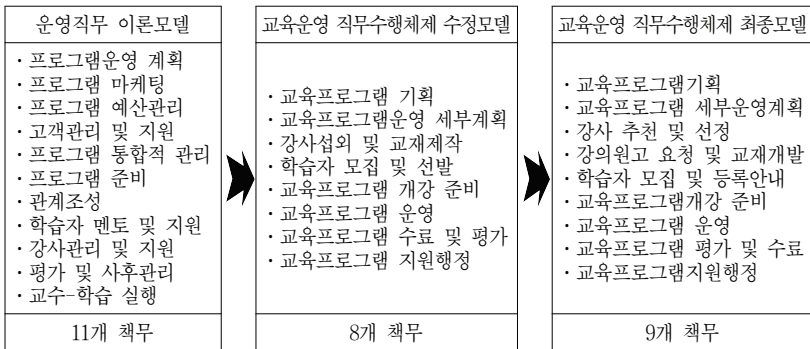 운영직무 이론모델
· 프로그램운영 계획
· 프로그램 마케팅
· 프로그램 예산관리
· 고객관리 및 지원
· 프로그램 통합적 관리
· 프로그램 준비
· 관계조성
· 학습자 멘토 및 지원
· 강사관리 및 지원
· 평가 및 사후관리
· 교수-학습 실행
11개 책무
교육운영 직무수행체제 수정모델
· 교육프로그램 기획
· 교육프로그램운영 세부계획
· 강사섭외 및 교재제작
· 학습자 모집 및 선발
· 교육프로그램 개강 준비
· 교육프로그램 운영
· 교육프로그램 수료 및 평가
· 교육프로그램 지원행정
8개 책무
교육운영 직무수행체제 최종모델
· 교육프로그램기획
· 교육프로그램 세부운영계획
· 강사 추천 및 선정
· 강의원고 요청 및 교재개발
· 학습자 모집 및 등록안내
· 교육프로그램개강 준비
· 교육프로그램 운영
· 교육프로그램 평가 및 수료
· 교육프로그램지원행정
9개 책무